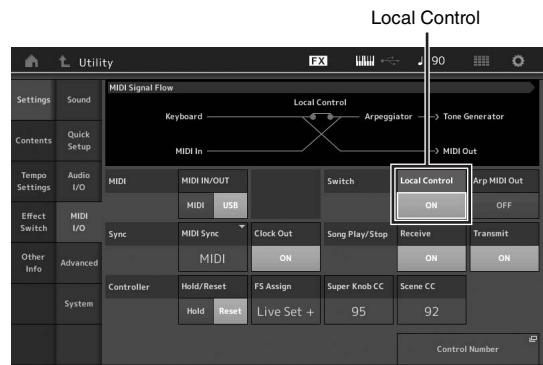 Local Control
Utility
FX
90
Settings
Sound
MIDI Signal Flow
Local Control
Keyboard
Arpeggiator
Tone Generator
MIDI In
MIDI Out
Contents
Quick Setup
Tempo Settings
Audio I/O
MIDI
MIDI IN/OUT
MIDI
USB
Switch
Local Control
ON
Arp MIDI Out
OFF
Effect Switch
MIDI I/O
Sync
MIDI Sync
MIDI
Clock Out
ON
Song Play/Stop
Receive
ON
Transmit
ON
Other Info
Advanced
Controller
Hold/Reset
Hold
Reset
FS Assign
Live Set +
Super Knob CC
95
Scene CC
92
System
Control Number